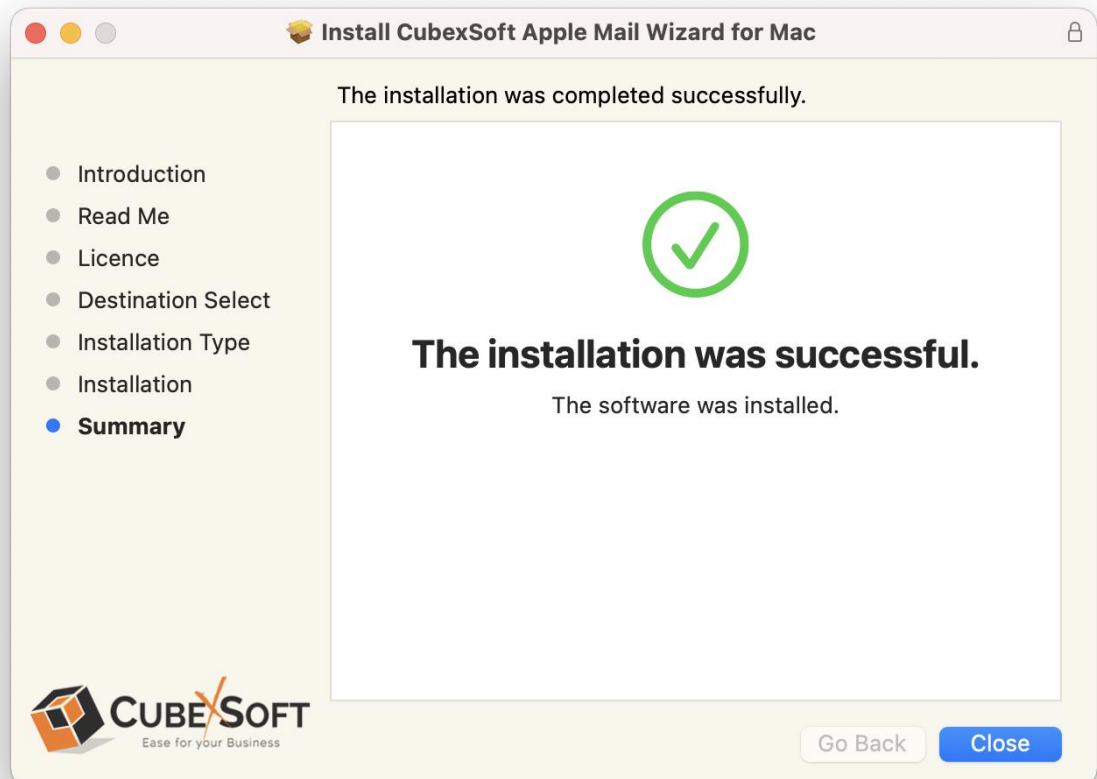 Install CubexSoft Apple Mail Wizard for Mac
The installation was completed successfully.
Introduction
Read Me
Licence
Destination Select
Installation Type
Installation
Summary
The installation was successful.
The software was installed.
CUBEXSOFT
Ease for your Business
Go Back
Close